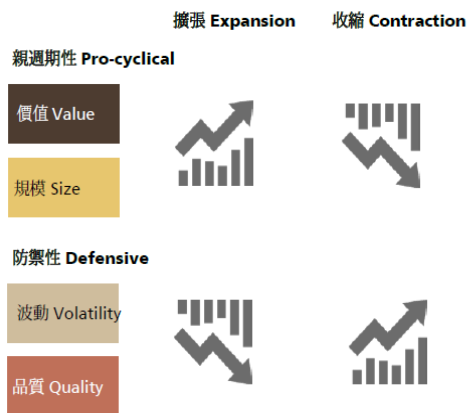 擴張 Expansion
收縮 Contraction
親週期性 Pro-cyclical
價值 Value
規模 Size
防禦性 Defensive
波動 Volatility
品質 Quality